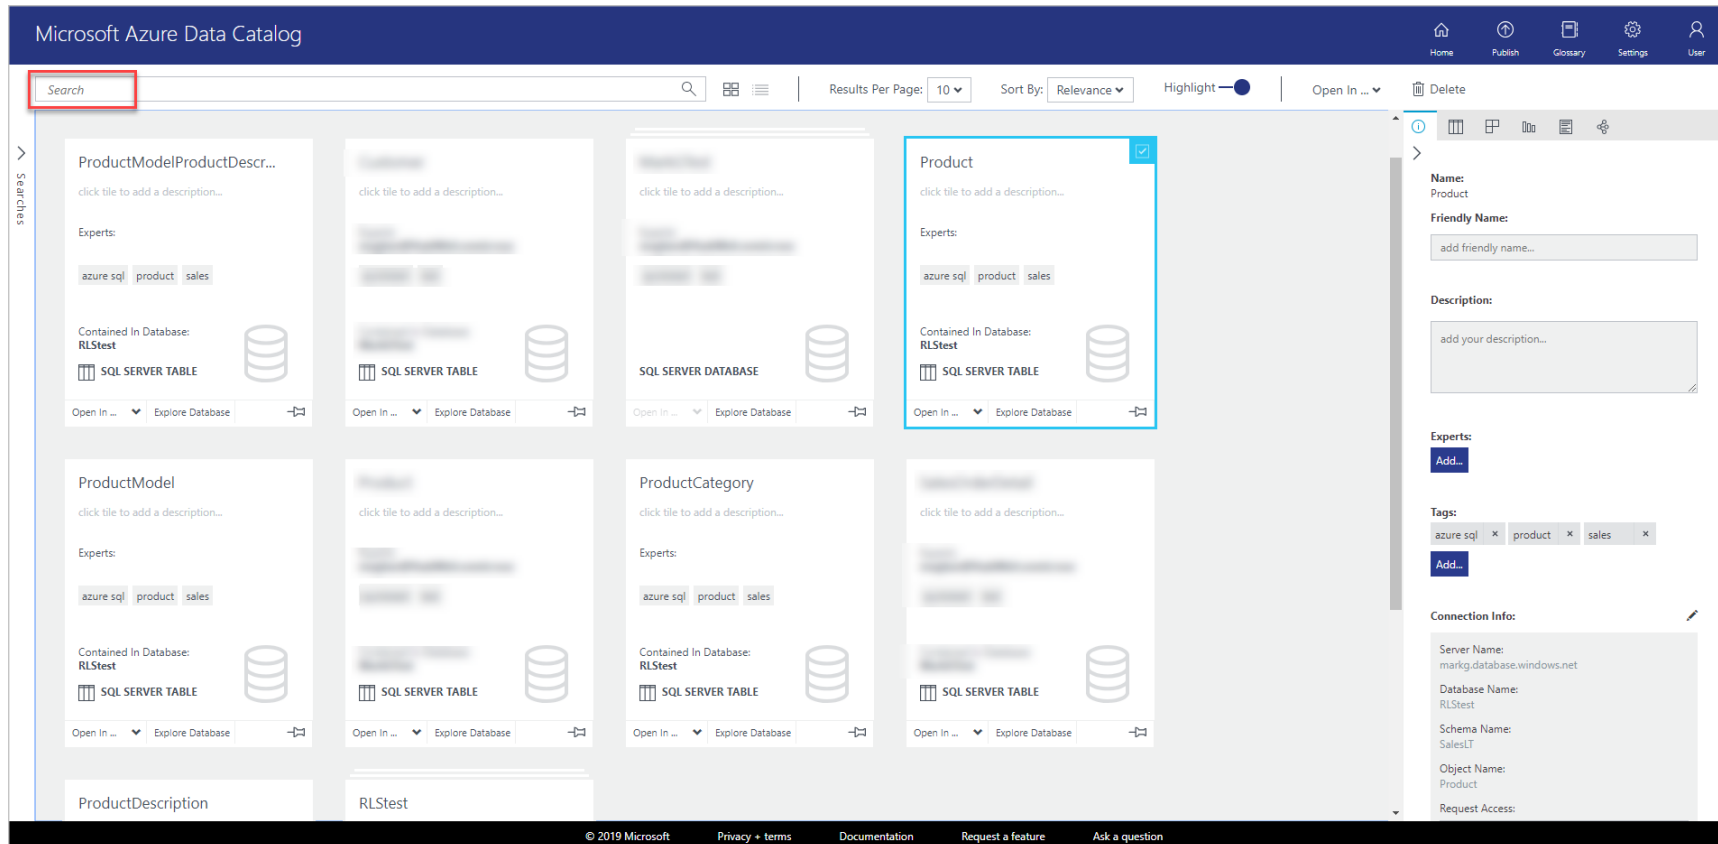 Microsoft Azure Data Catalog
Home Publish Glossary Settings User
Search
Results Per Page: 10 Sort By: Relevance Highlight Open In ... Delete
Searches
ProductModelProductDescr...
click tile to add a description...
Experts:
azure sql product sales
Contained In Database:
RLStest
SQL SERVER TABLE
Open In ... Explore Database
click tile to add a description...
SQL SERVER TABLE
Open In ... Explore Database
click tile to add a description...
SQL SERVER DATABASE
Open In ... Explore Database
Product
click tile to add a description...
Experts:
azure sql product sales
Contained In Database:
RLStest
SQL SERVER TABLE
Open In ... Explore Database
ProductModel
click tile to add a description...
Experts:
azure sql product sales
Contained In Database:
RLStest
SQL SERVER TABLE
Open In ... Explore Database
click tile to add a description...
SQL SERVER TABLE
Open In ... Explore Database
ProductCategory
click tile to add a description...
Experts:
azure sql product sales
Contained In Database:
RLStest
SQL SERVER TABLE
Open In ... Explore Database
click tile to add a description...
SQL SERVER TABLE
Open In ... Explore Database
ProductDescription
RLStest
Name:
Product
Friendly Name:
add friendly name...
Description:
add your description...
Experts:
Add...
Tags:
azure sql × product × sales ×
Add...
Connection Info:
Server Name:
markg.database.windows.net
Database Name:
RLStest
Schema Name:
SalesLT
Object Name:
Product
Request Access:
© 2019 Microsoft Privacy + terms Documentation Request a feature Ask a question